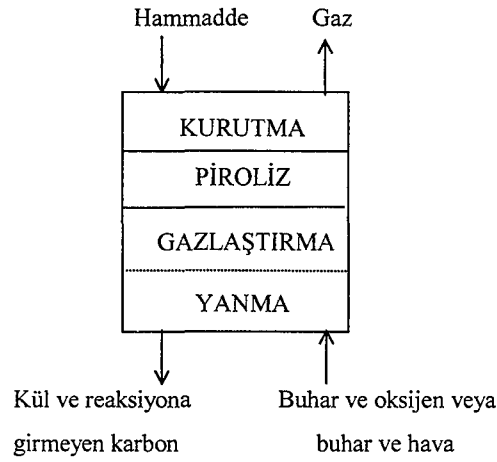 Hammadde Gaz
KURUTMA
PİROLİZ
GAZLAŞTIRMA
YANMA
Kül ve reaksiyona
girmeyen karbon
Buhar ve oksijen veya
buhar ve hava